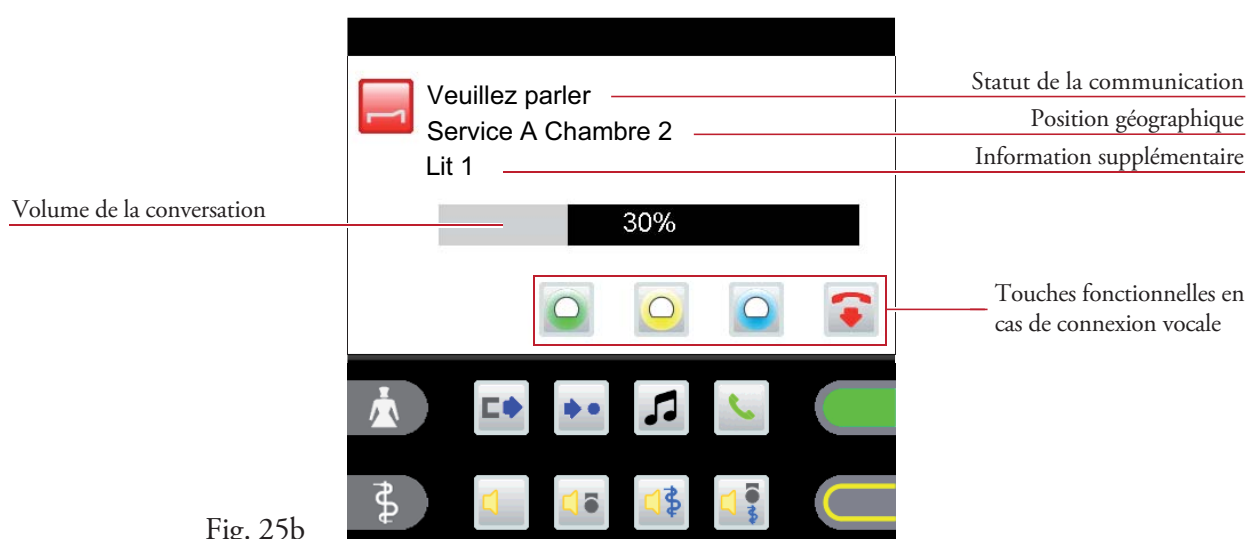 Veuillez parler
Service A Chambre 2
Lit 1
Statut de la communication
Position géographique
Information supplémentaire
Volume de la conversation
30%
Touches fonctionnelles en
cas de connexion vocale
Fig. 25b